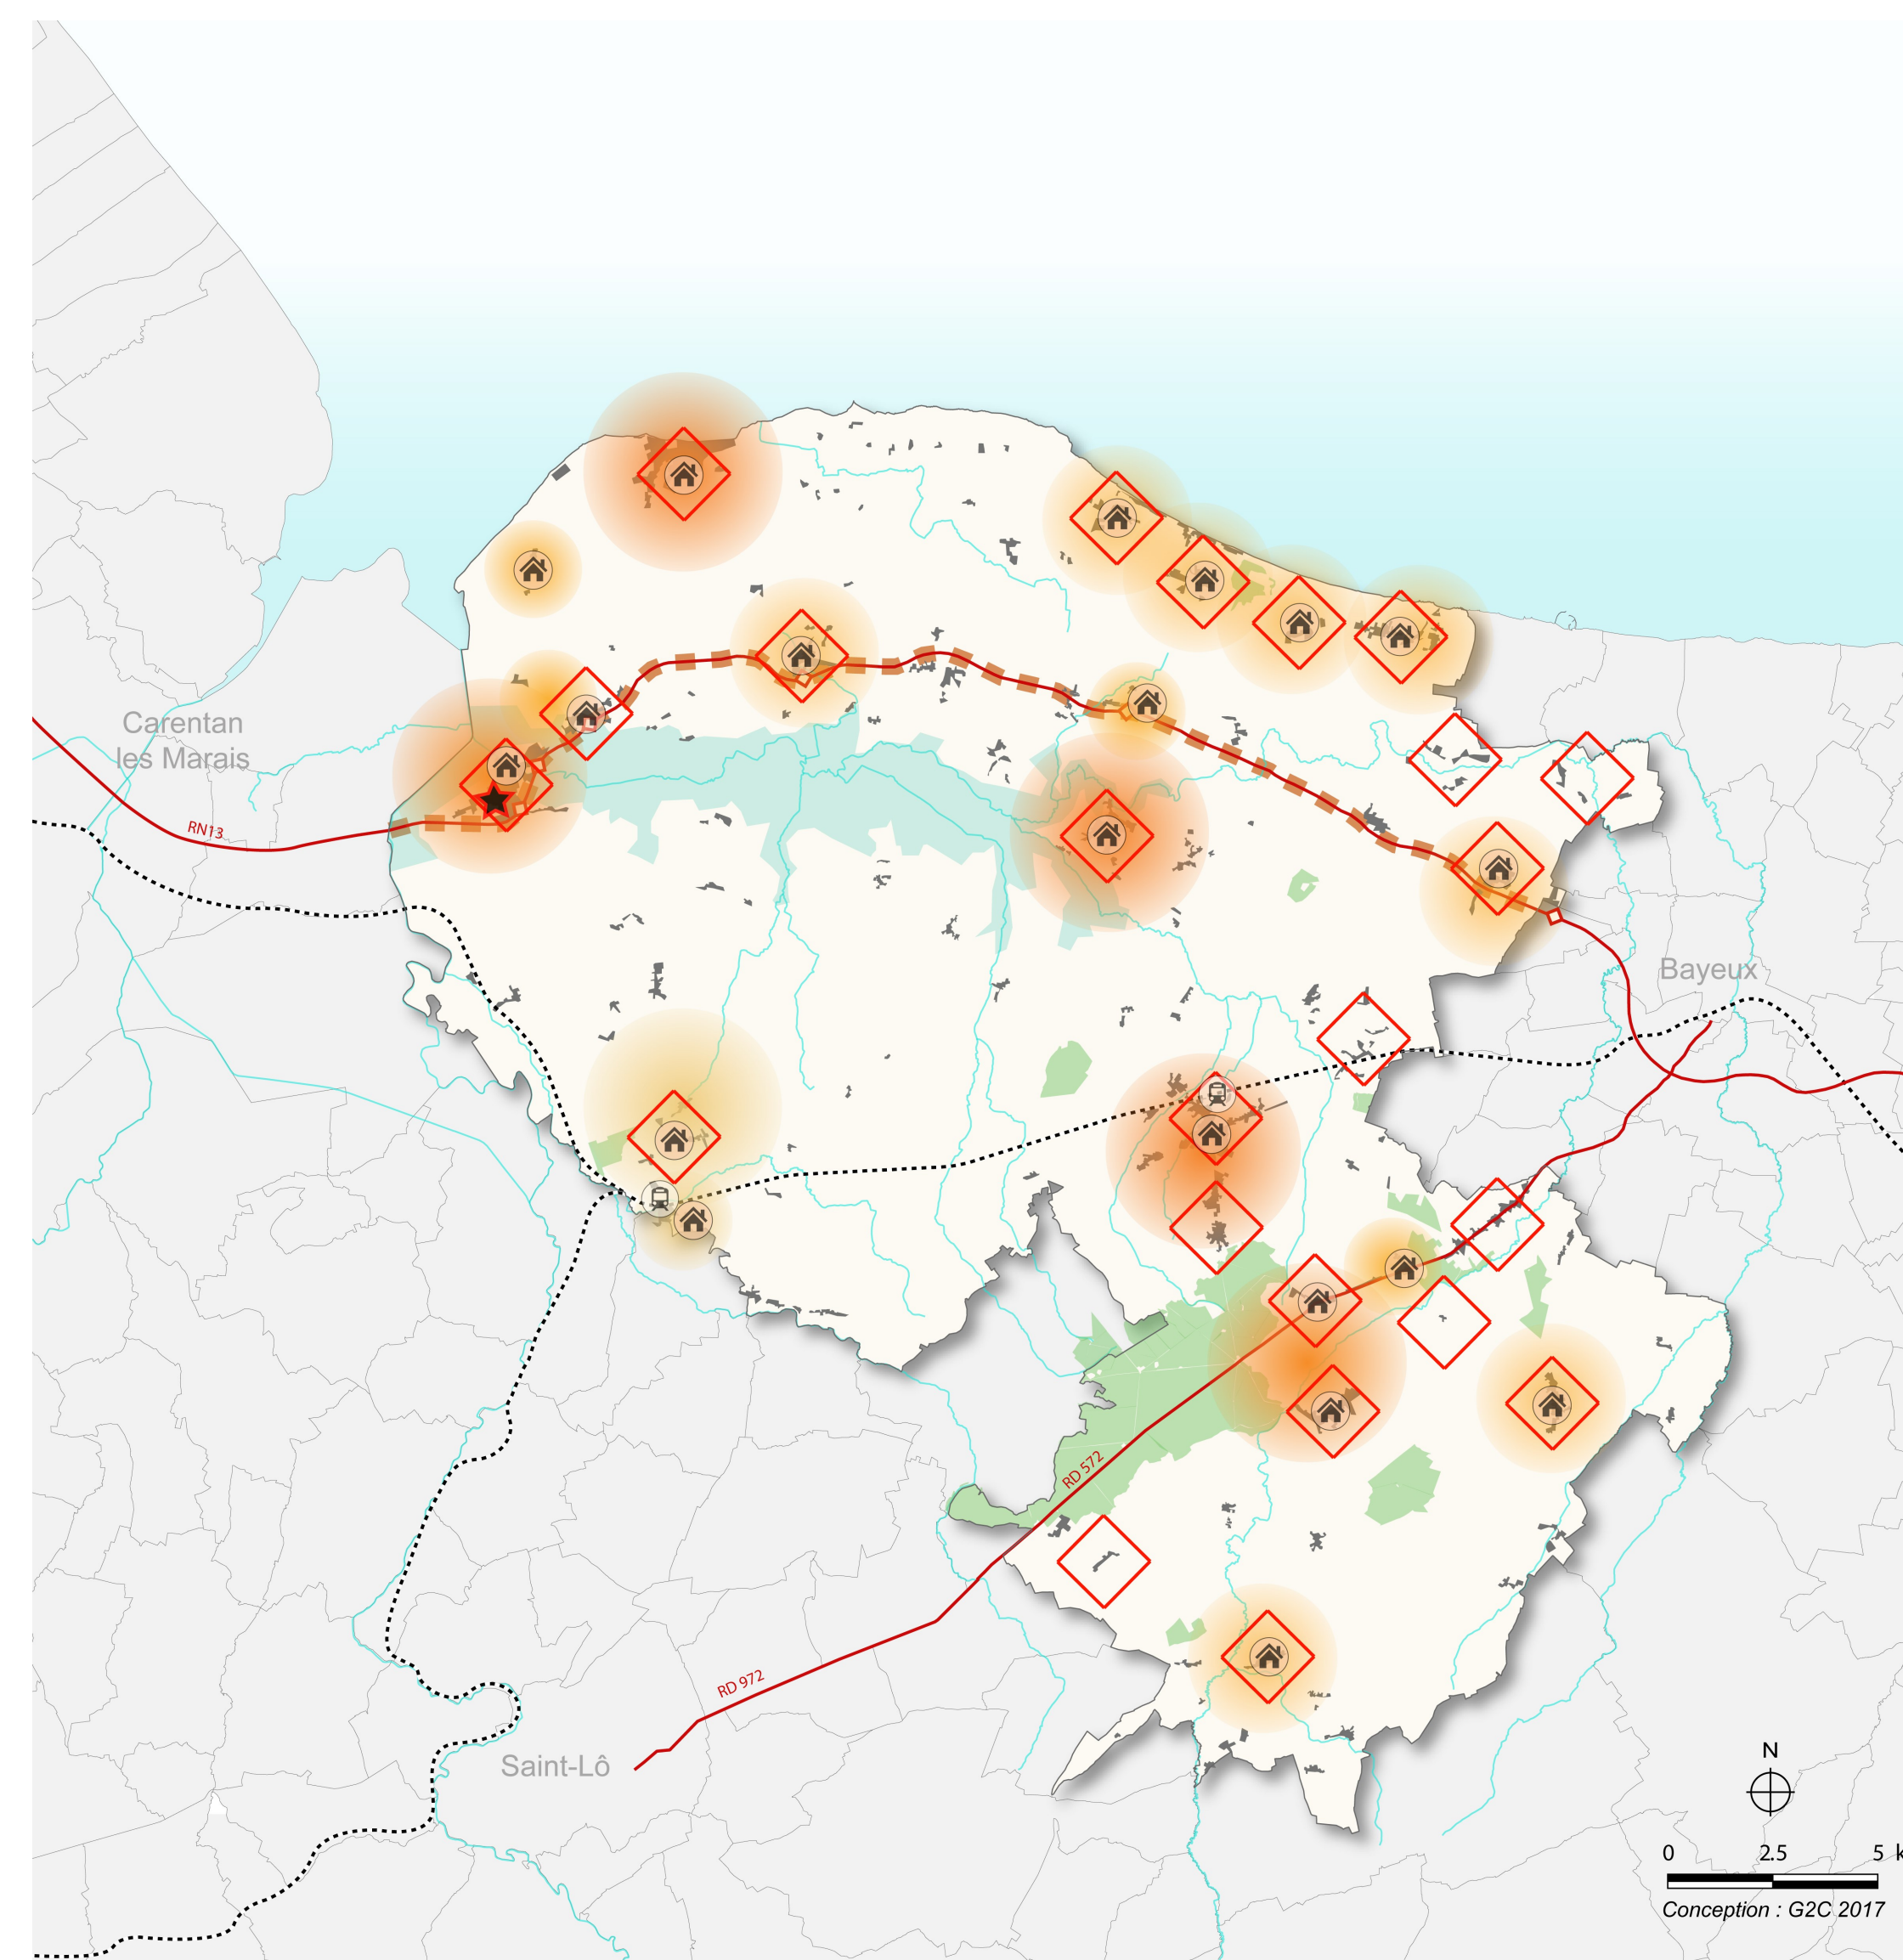 Carentan
les Marais
RN13
Bayeux
RD 572
RD 972
Saint-Lô
N
0 2.5 5 k
Conception : G2C 2017